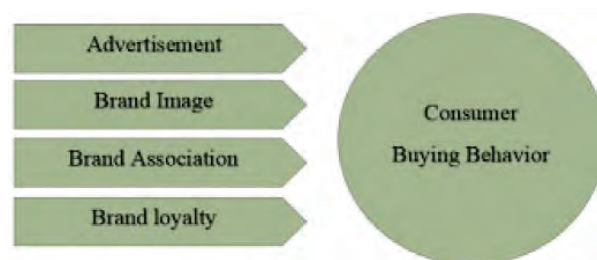 Advertisement
Brand Image
Brand Association
Brand loyalty
Consumer
Buying Behavior